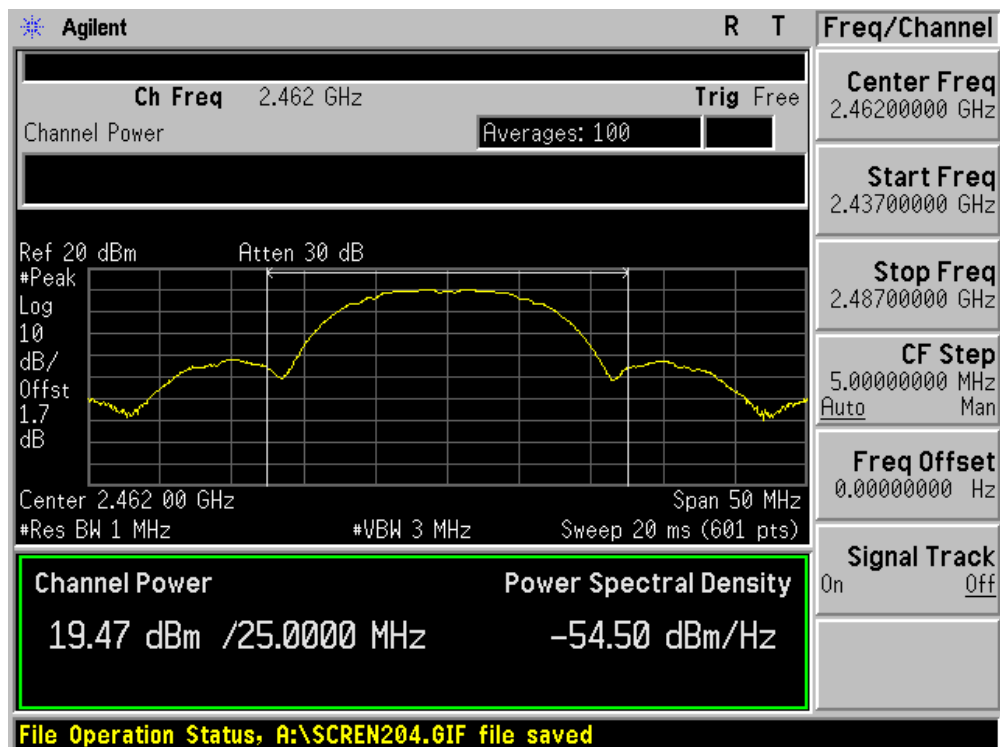 Agilent R T
Ch Freq 2.462 GHz Trig Free
Channel Power Averages: 100
Ref 20 dBm Atten 30 dB
#Peak
Log
10
dB/
Offst
1.7
dB
Center 2.462 00 GHz Span 50 MHz
#Res BW 1 MHz #VBW 3 MHz Sweep 20 ms (601 pts)
Channel Power Power Spectral Density
19.47 dBm /25.0000 MHz -54.50 dBm/Hz
File Operation Status, A:\SCREN204.GIF file saved
Freq/Channel
Center Freq
2.46200000 GHz
Start Freq
2.43700000 GHz
Stop Freq
2.48700000 GHz
CF Step
5.00000000 MHz
Auto Man
Freq Offset
0.00000000 Hz
Signal Track
On Off